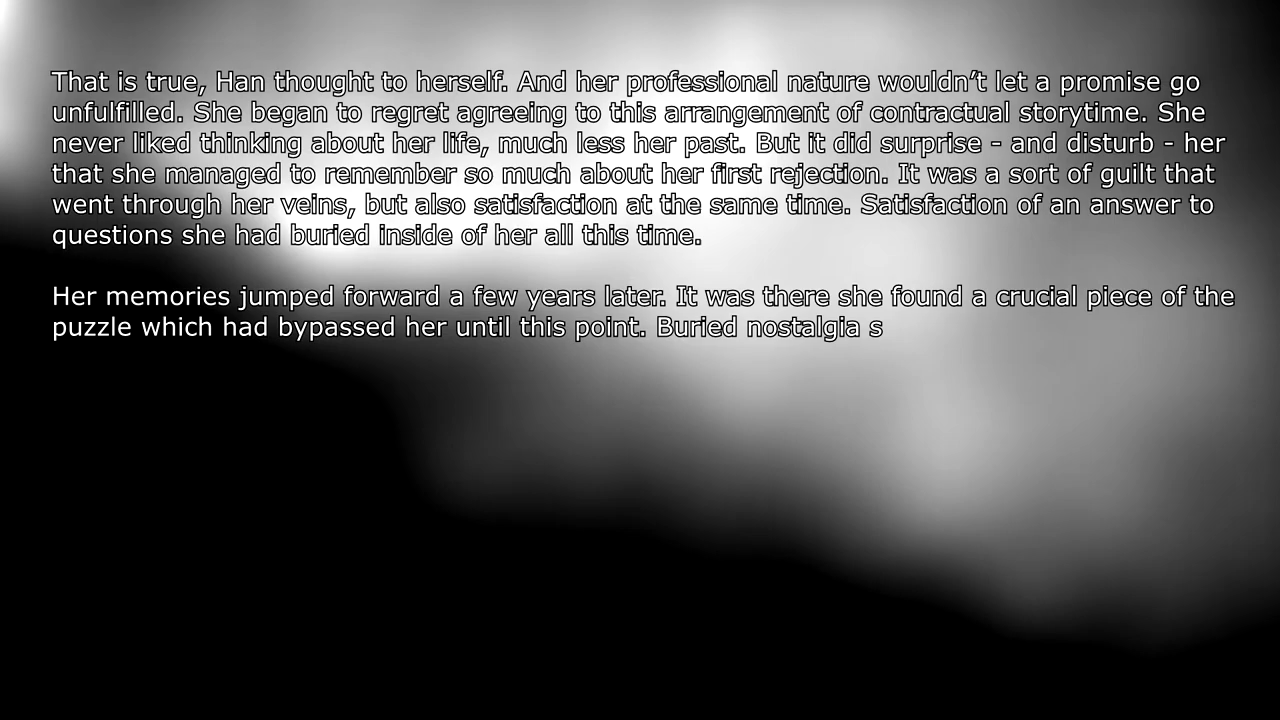 That is true, Han thought to herself. And her professional nature wouldn’t let a promise go
unfulfilled. She began to regret agreeing to this arrangement of contractual storytime. She
never liked thinking about her life, much less her past. But it did surprise - and disturb - her
that she managed to remember so much about her first rejection. It was a sort of guilt that
went through her veins, but also satisfaction at the same time. Satisfaction of an answer to
questions she had buried inside of her all this time.
Her memories jumped forward a few years later. It was there she found a crucial piece of the
puzzle which had bypassed her until this point. Buried nostalgia s